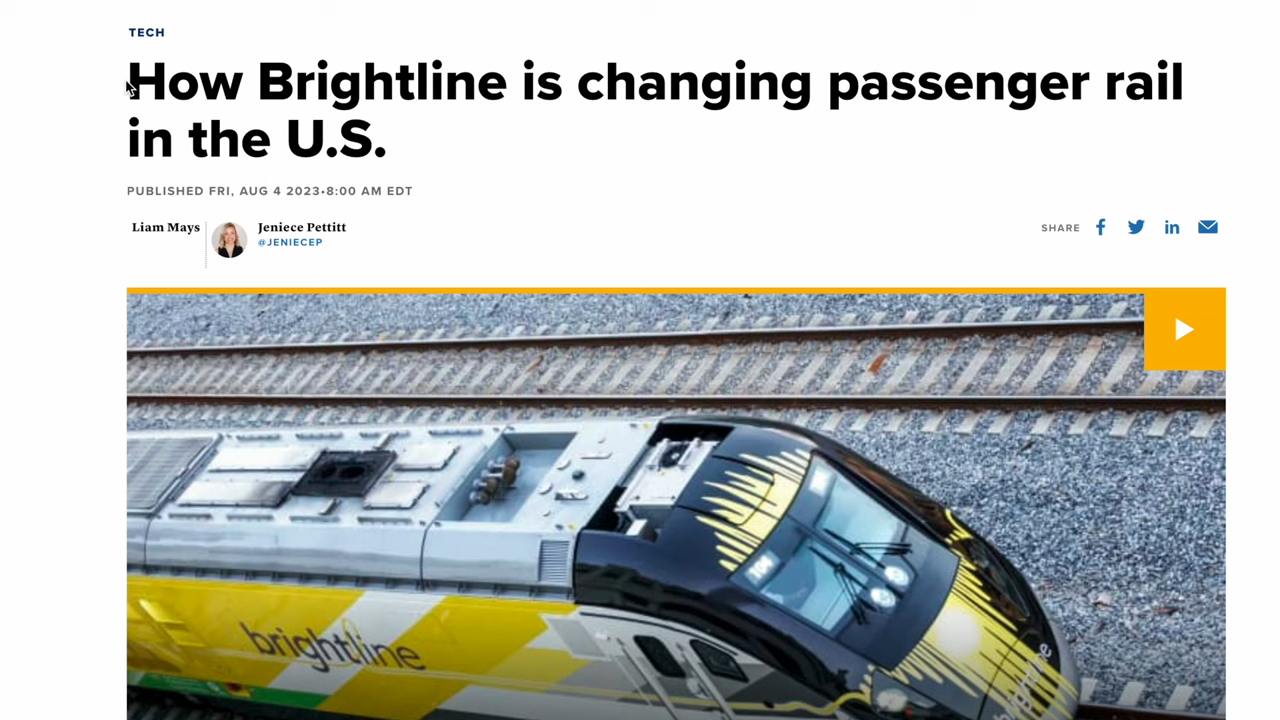 TECH
How Brightline is changing passenger rail
in the U.S.
PUBLISHED FRI, AUG 4 2023•8:00 AM EDT
Liam Mays
Jeniece Pettitt
@JENIECEP
SHARE
brightline